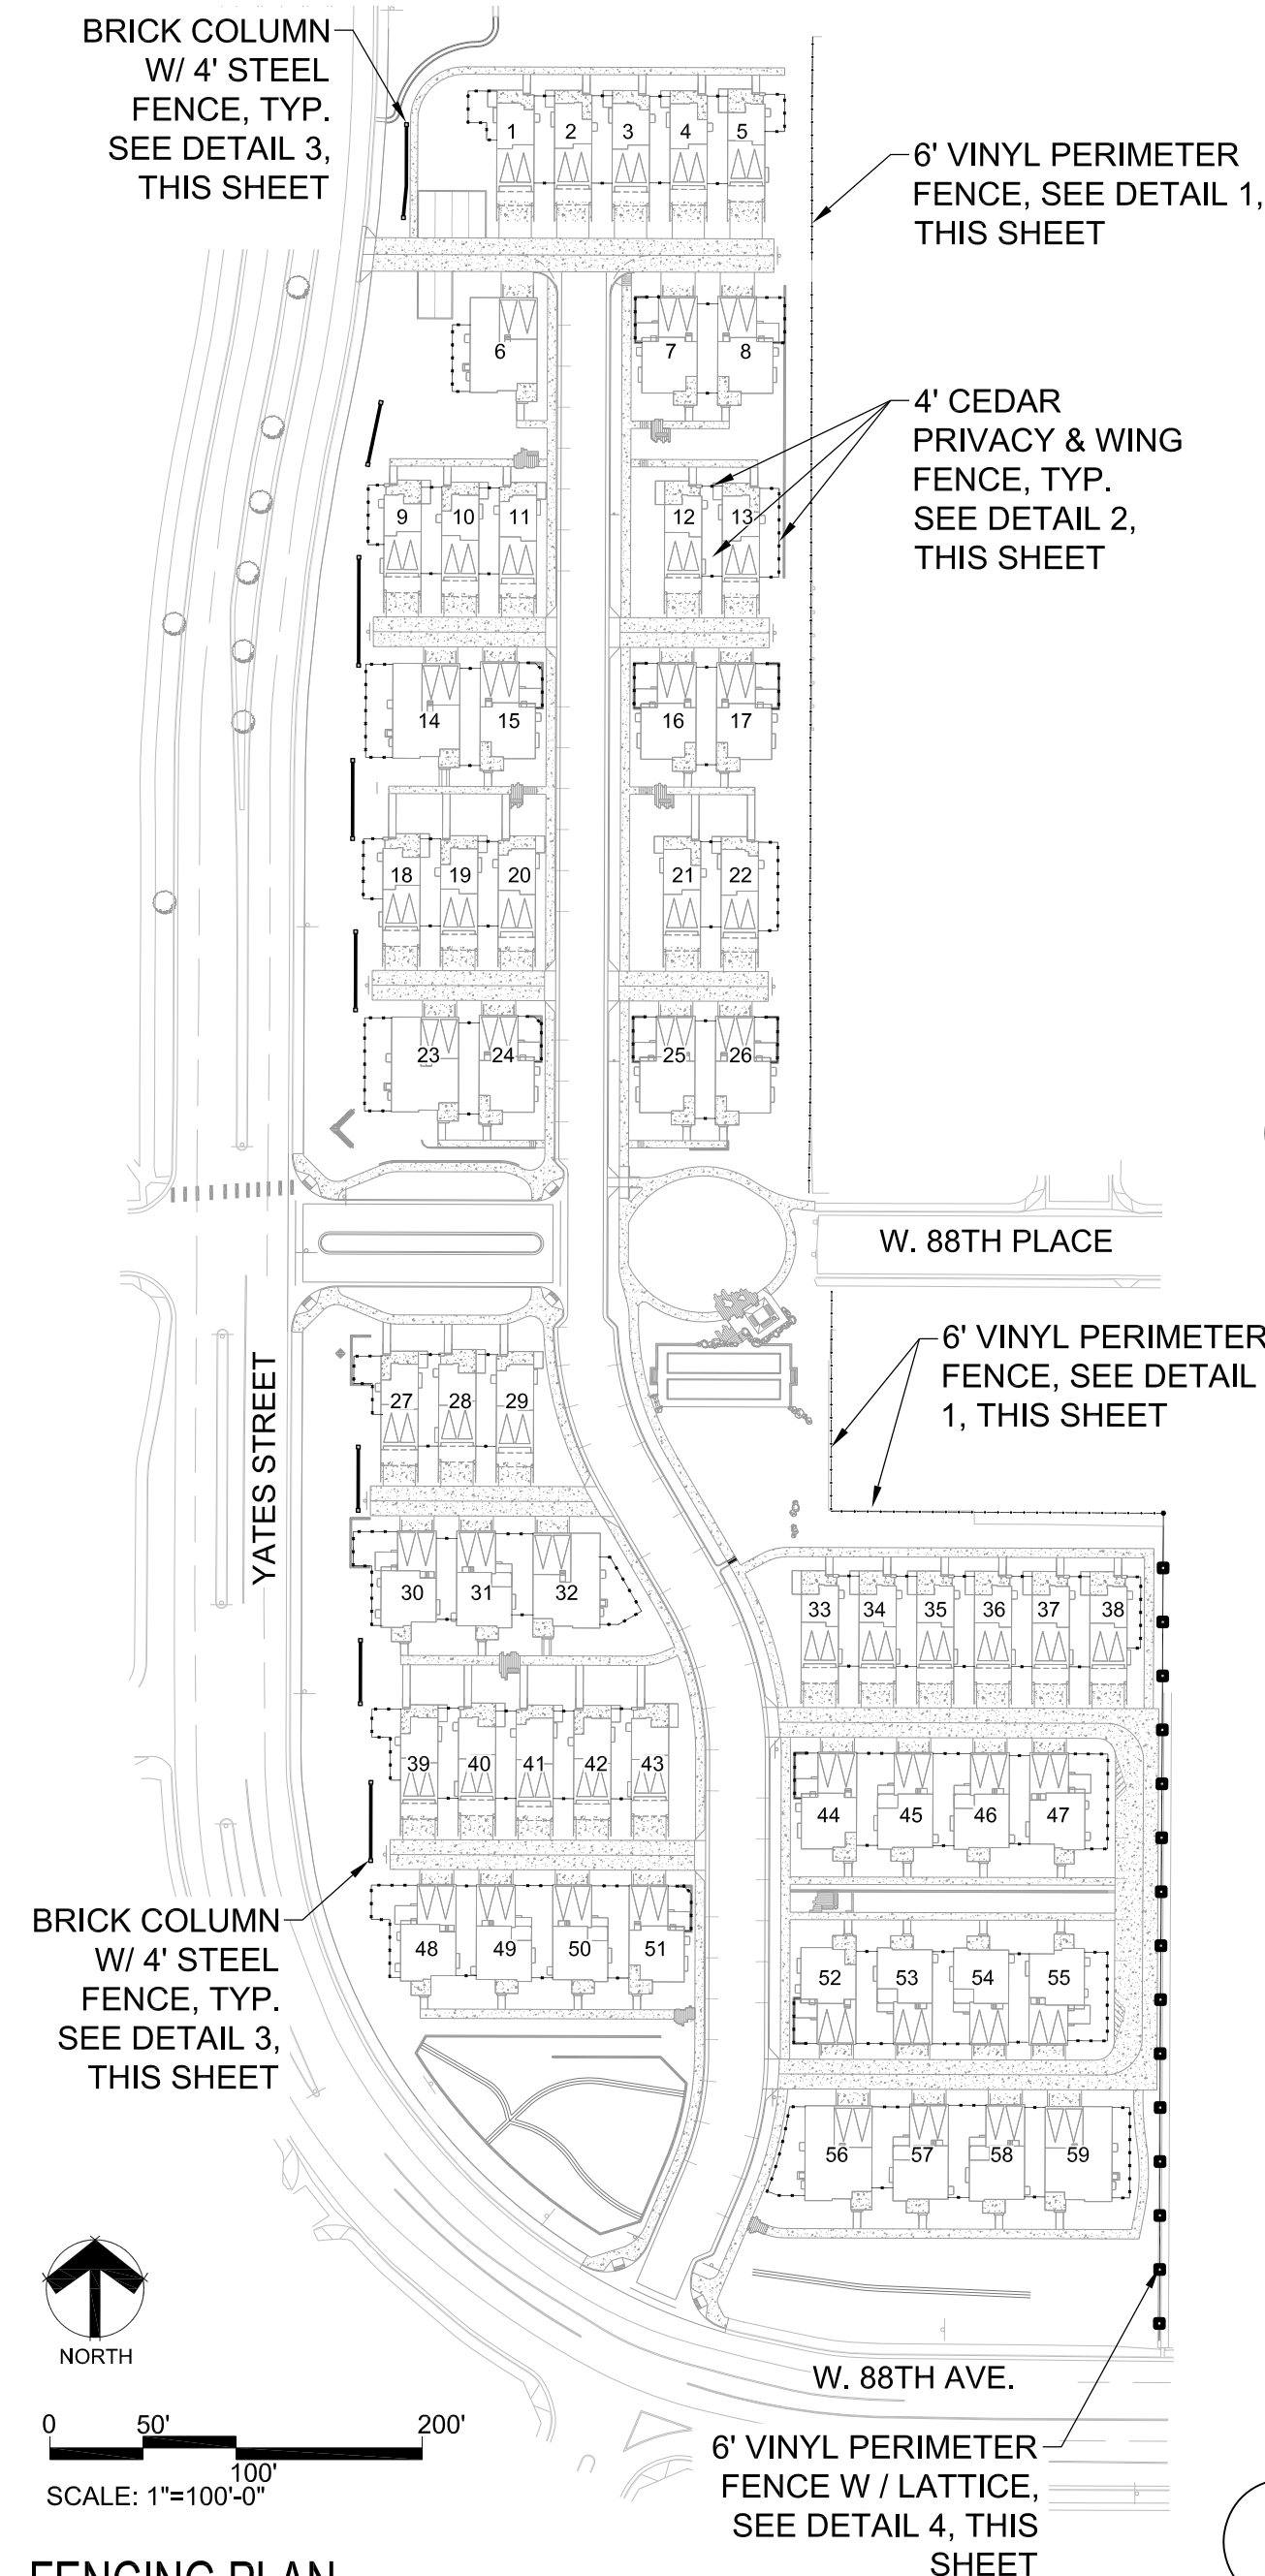 BRICK COLUMN
W/ 4' STEEL
FENCE, TYP.
SEE DETAIL 3,
THIS SHEET
1 2 3 4 5
6' VINYL PERIMETER
FENCE, SEE DETAIL 1,
THIS SHEET
6 7 8
4' CEDAR
PRIVACY & WING
FENCE, TYP.
SEE DETAIL 2,
THIS SHEET
9 10 11 12 13
14 15 16 17
18 19 20 21 22
23 24 25 26
W. 88TH PLACE
6' VINYL PERIMETER
FENCE, SEE DETAIL
1, THIS SHEET
YATES STREET
27 28 29
30 31 32
33 34 35 36 37 38
39 40 41 42 43
44 45 46 47
BRICK COLUMN
W/ 4' STEEL
FENCE, TYP.
SEE DETAIL 3,
THIS SHEET
48 49 50 51
52 53 54 55
56 57 58 59
NORTH
W. 88TH AVE.
0 50' 200'
100'
SCALE: 1"=100'-0"
6' VINYL PERIMETER
FENCE W / LATTICE,
SEE DETAIL 4, THIS
SHEET
FENCING PLAN